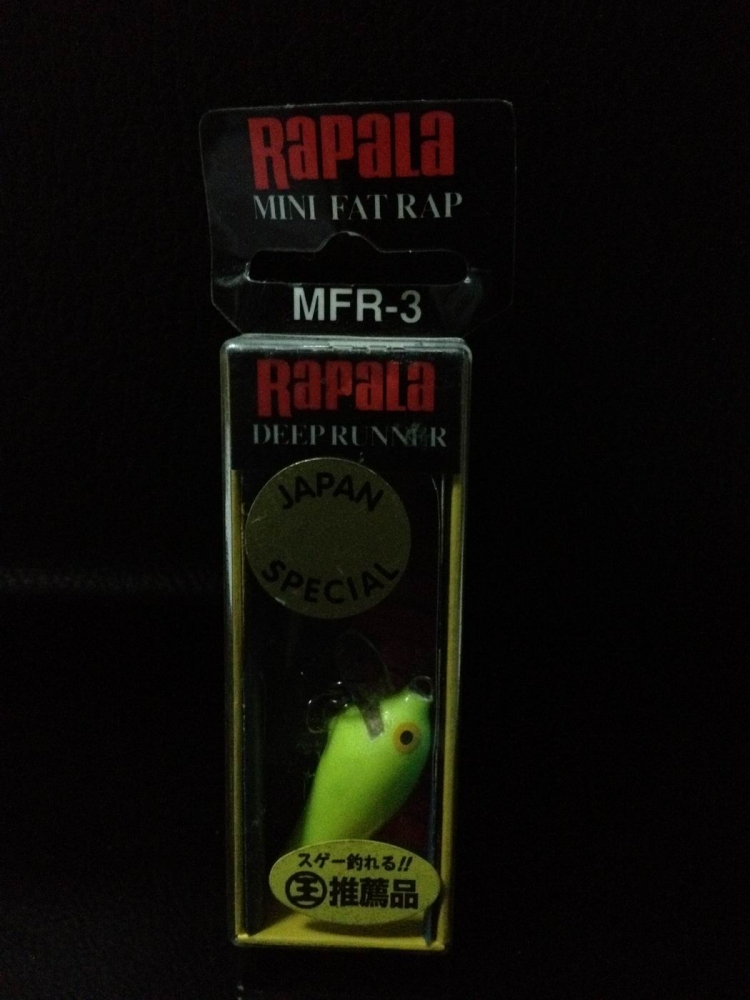 Rapala
MINI FAT RAP
MFR-3
Rapala
DEEP RUNNER
JAPAN
SPECIAL
スゲー釣れる!!
王推薦品